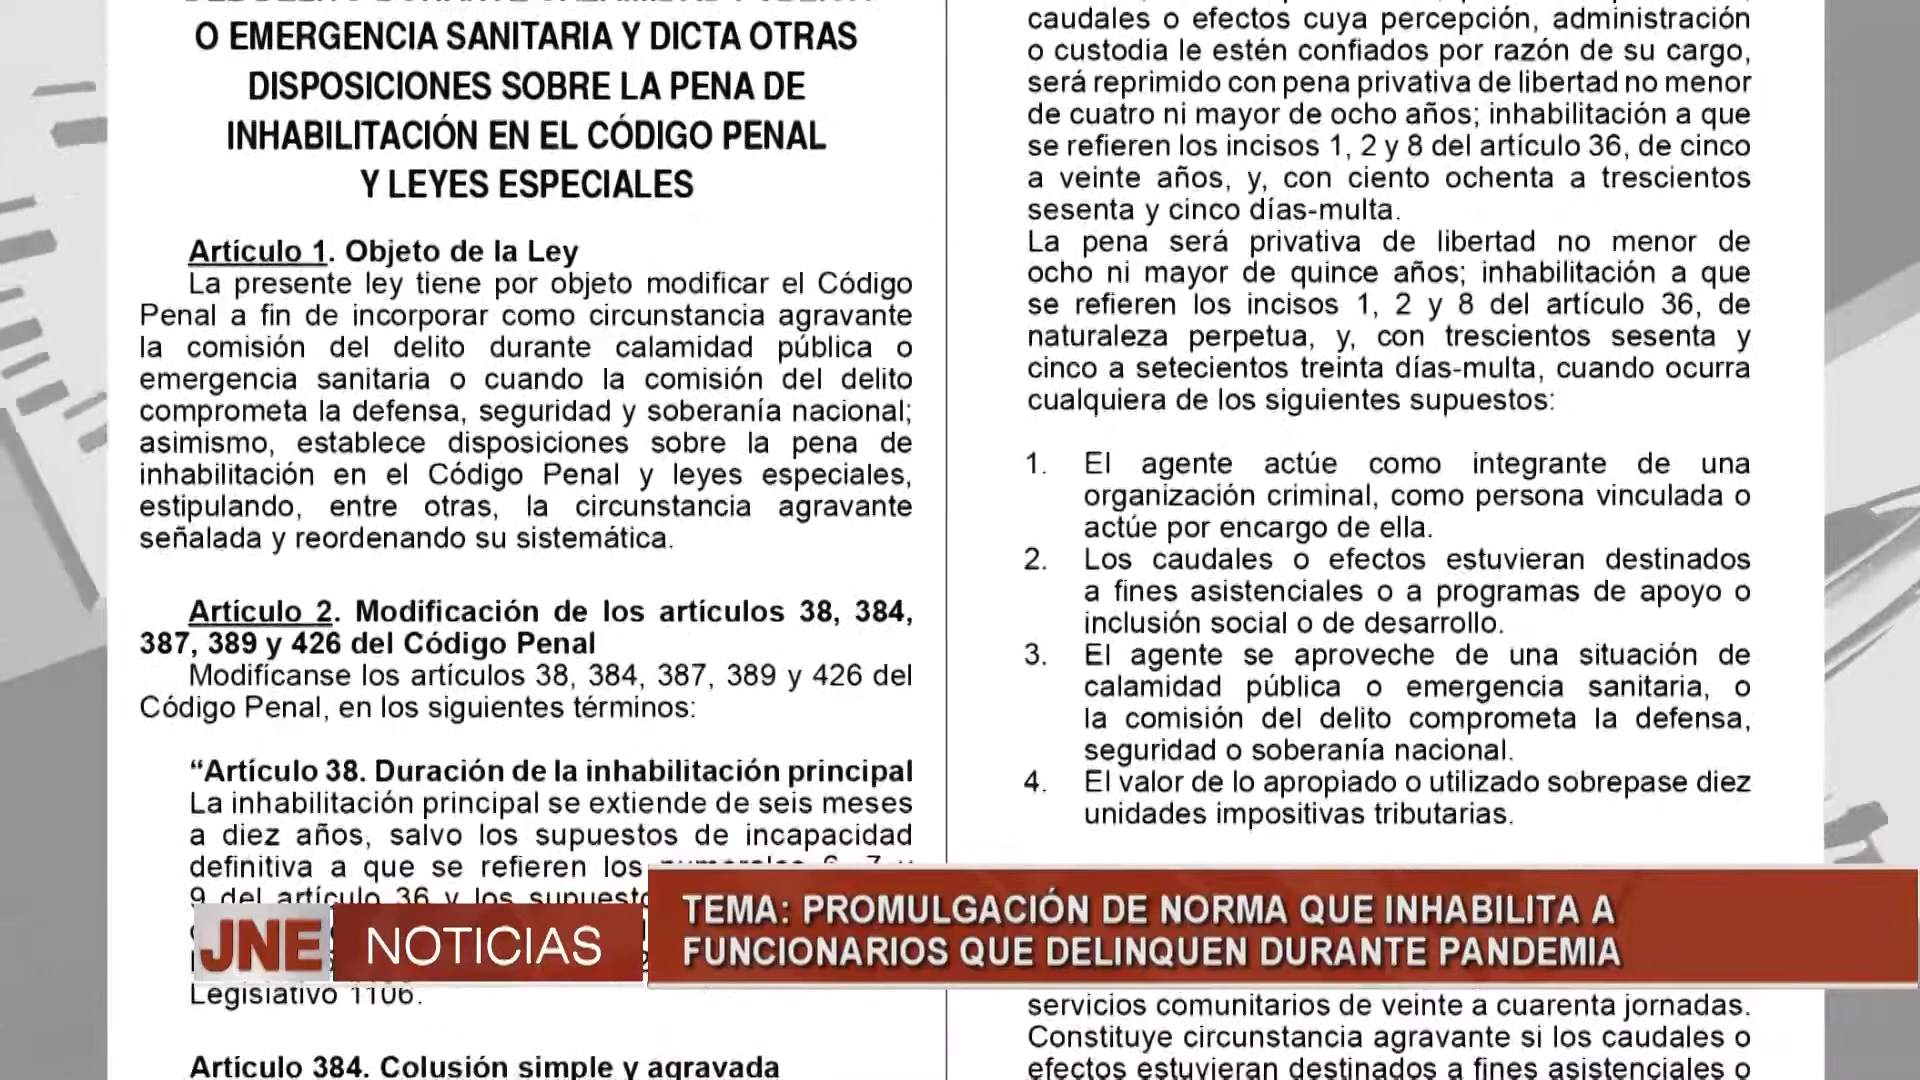 O EMERGENCIA SANITARIA Y DICTA OTRAS
DISPOSICIONES SOBRE LA PENA DE
INHABILITACIÓN EN EL CÓDIGO PENAL
Y LEYES ESPECIALES
Artículo 1. Objeto de la Ley
La presente ley tiene por objeto modificar el Código
Penal a fin de incorporar como circunstancia agravante
la comisión del delito durante calamidad pública o
emergencia sanitaria o cuando la comisión del delito
comprometa la defensa, seguridad y soberanía nacional;
asimismo, establece disposiciones sobre la pena de
inhabilitación en el Código Penal y leyes especiales,
estipulando, entre otras, la circunstancia agravante
señalada y reordenando su sistemática.
Artículo 2. Modificación de los artículos 38, 384,
387, 389 y 426 del Código Penal
Modifícanse los artículos 38, 384, 387, 389 y 426 del
Código Penal, en los siguientes términos:
“Artículo 38. Duración de la inhabilitación principal
La inhabilitación principal se extiende de seis meses
a diez años, salvo los supuestos de incapacidad
definitiva a que se refieren los numerales 6, 7 y
9 del artículo 36 y los
Legislativo 1106.
Artículo 384. Colusión simple y agravada
caudales o efectos cuya percepción, administración
o custodia le estén confiados por razón de su cargo,
será reprimido con pena privativa de libertad no menor
de cuatro ni mayor de ocho años; inhabilitación a que
se refieren los incisos 1, 2 y 8 del artículo 36, de cinco
a veinte años, y, con ciento ochenta a trescientos
sesenta y cinco días-multa.
La pena será privativa de libertad no menor de
ocho ni mayor de quince años; inhabilitación a que
se refieren los incisos 1, 2 y 8 del artículo 36, de
naturaleza perpetua, y, con trescientos sesenta y
cinco a setecientos treinta días-multa, cuando ocurra
cualquiera de los siguientes supuestos:
1. El agente actúe como integrante de una
organización criminal, como persona vinculada o
actúe por encargo de ella.
2. Los caudales o efectos estuvieran destinados
a fines asistenciales o a programas de apoyo o
inclusión social o de desarrollo.
3. El agente se aproveche de una situación de
calamidad pública o emergencia sanitaria, o
la comisión del delito comprometa la defensa,
seguridad o soberanía nacional.
4. El valor de lo apropiado o utilizado sobrepase diez
unidades impositivas tributarias.
servicios comunitarios de veinte a cuarenta jornadas.
Constituye circunstancia agravante si los caudales o
efectos estuvieran destinados a fines asistenciales o
JNE NOTICIAS
TEMA: PROMULGACIÓN DE NORMA QUE INHABILITA A
FUNCIONARIOS QUE DELINQUEN DURANTE PANDEMIA